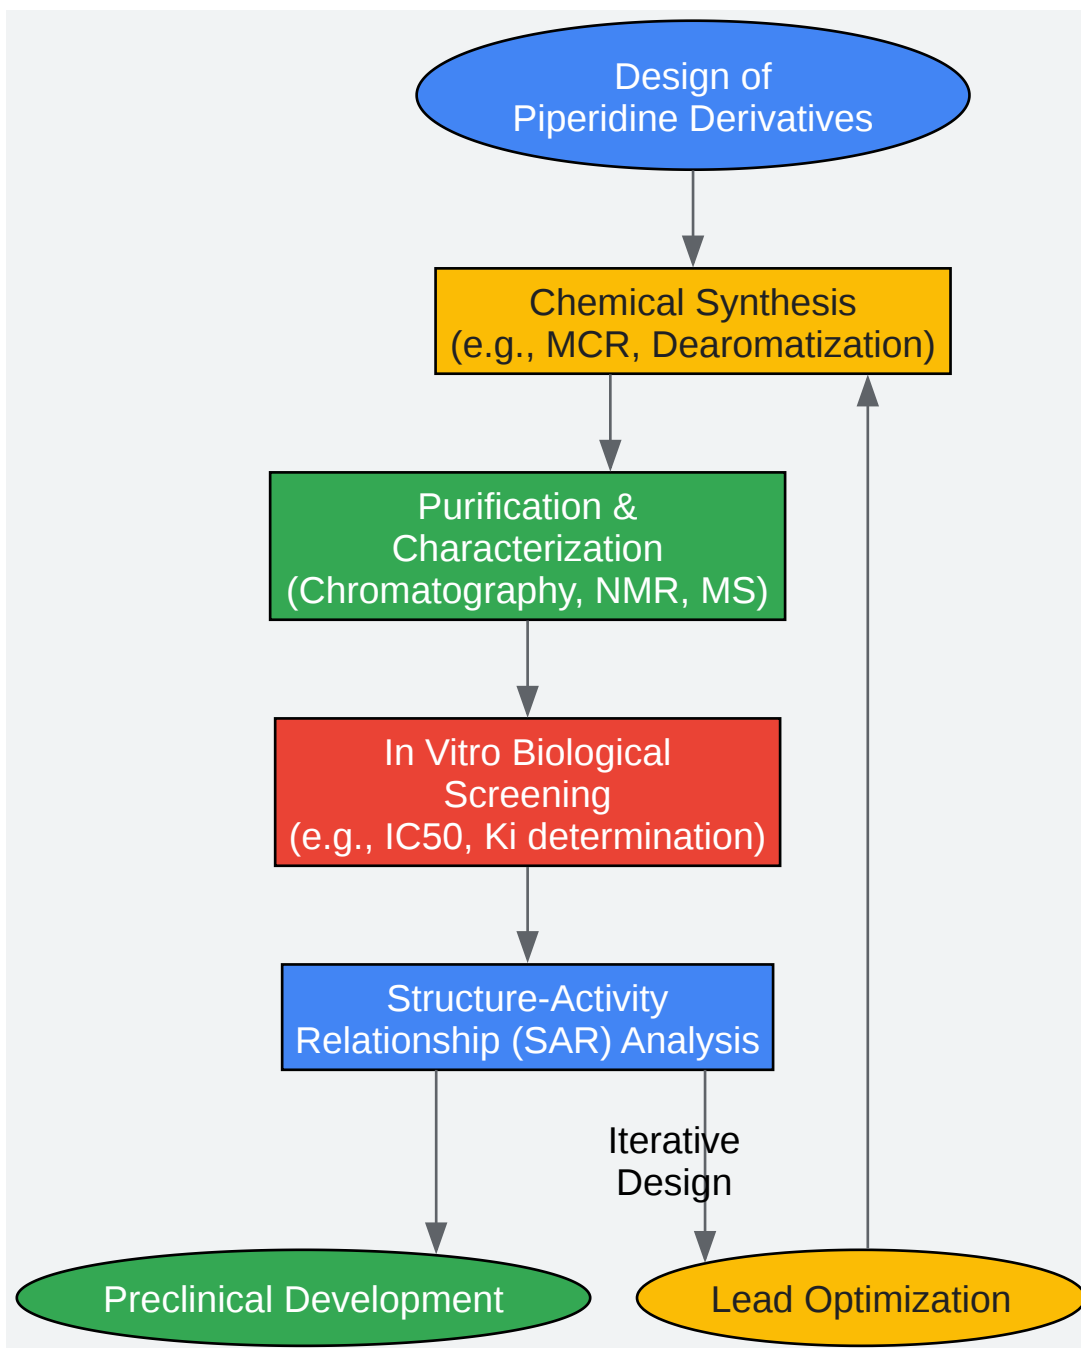 Design of
Piperidine Derivatives
Chemical Synthesis
(e.g., MCR, Dearomatization)
Purification &
Characterization
(Chromatography, NMR, MS)
In Vitro Biological
Screening
(e.g., IC50, Ki determination)
Structure-Activity
Relationship (SAR) Analysis
Iterative
Design
Preclinical Development
Lead Optimization